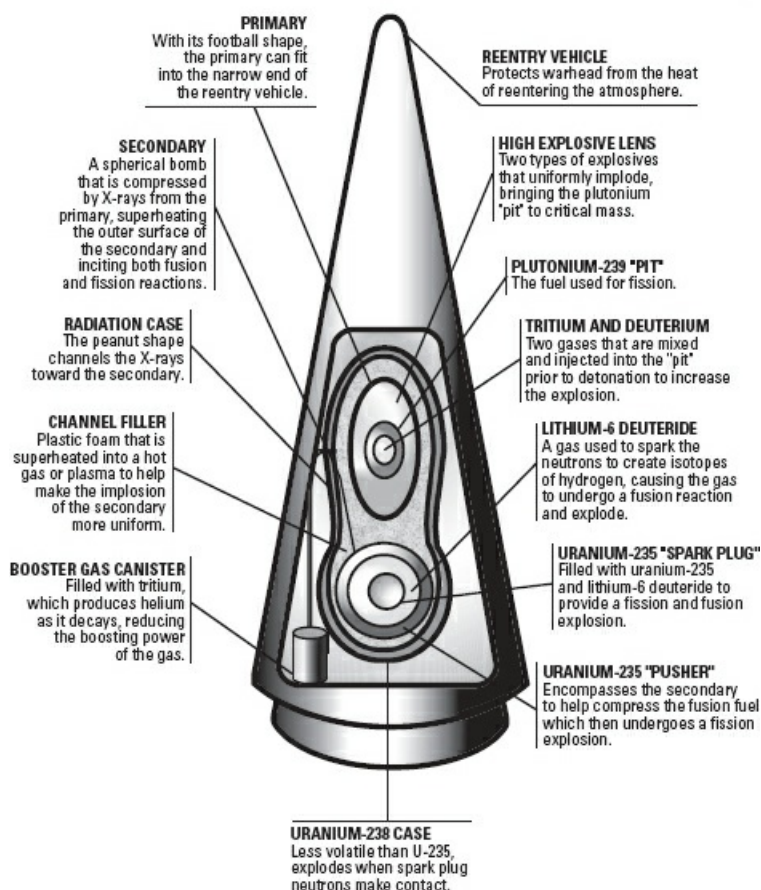 PRIMARY
With its football shape,
the primary can fit
into the narrow end of
the reentry vehicle.
REENTRY VEHICLE
Protects warhead from the heat
of reentering the atmosphere.
SECONDARY
A spherical bomb
that is compressed
by X-rays from the
primary, superheating
the outer surface of
the secondary and
inciting both fusion
and fission reactions.
HIGH EXPLOSIVE LENS
Two types of explosives
that uniformly implode,
bringing the plutonium
"pit" to critical mass.
PLUTONIUM-239 "PIT"
The fuel used for fission.
RADIATION CASE
The peanut shape
channels the X-rays
toward the secondary.
TRITIUM AND DEUTERIUM
Two gases that are mixed
and injected into the "pit"
prior to detonation to increase
the explosion.
CHANNEL FILLER
Plastic foam that is
superheated into a hot
gas or plasma to help
make the implosion
of the secondary
more uniform.
LITHIUM-6 DEUTERIDE
A gas used to spark the
neutrons to create isotopes
of hydrogen, causing the gas
to undergo a fusion reaction
and explode.
BOOSTER GAS CANISTER
Filled with tritium,
which produces helium
as it decays, reducing
the boosting power
of the gas.
URANIUM-235 "SPARK PLUG"
Filled with uranium-235
and lithium-6 deuteride to
provide a fission and fusion
explosion.
URANIUM-235 "PUSHER"
Encompasses the secondary
to help compress the fusion fuel
which then undergoes a fission
explosion.
URANIUM-238 CASE
Less volatile than U-235,
explodes when spark plug
neutrons make contact.